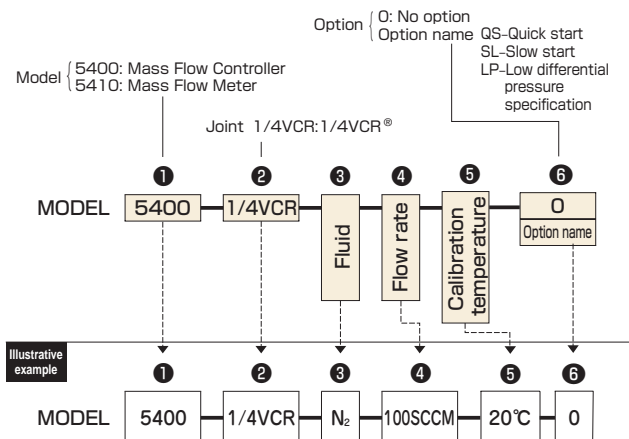 Option
0: No option
Option name
QS-Quick start
SL-Slow start
LP-Low differential
pressure
specification
Model
5400: Mass Flow Controller
5410: Mass Flow Meter
Joint 1/4VCR:1/4VCR®
❶ ❷ ❸ ❹ ❺ ❻
MODEL 5400 1/4VCR Fluid Flow rate Calibration temperature 0
Option name
Illustrative
example
❶ ❷ ❸ ❹ ❺ ❻
MODEL 5400 1/4VCR N₂ 100SCCM 20℃ 0